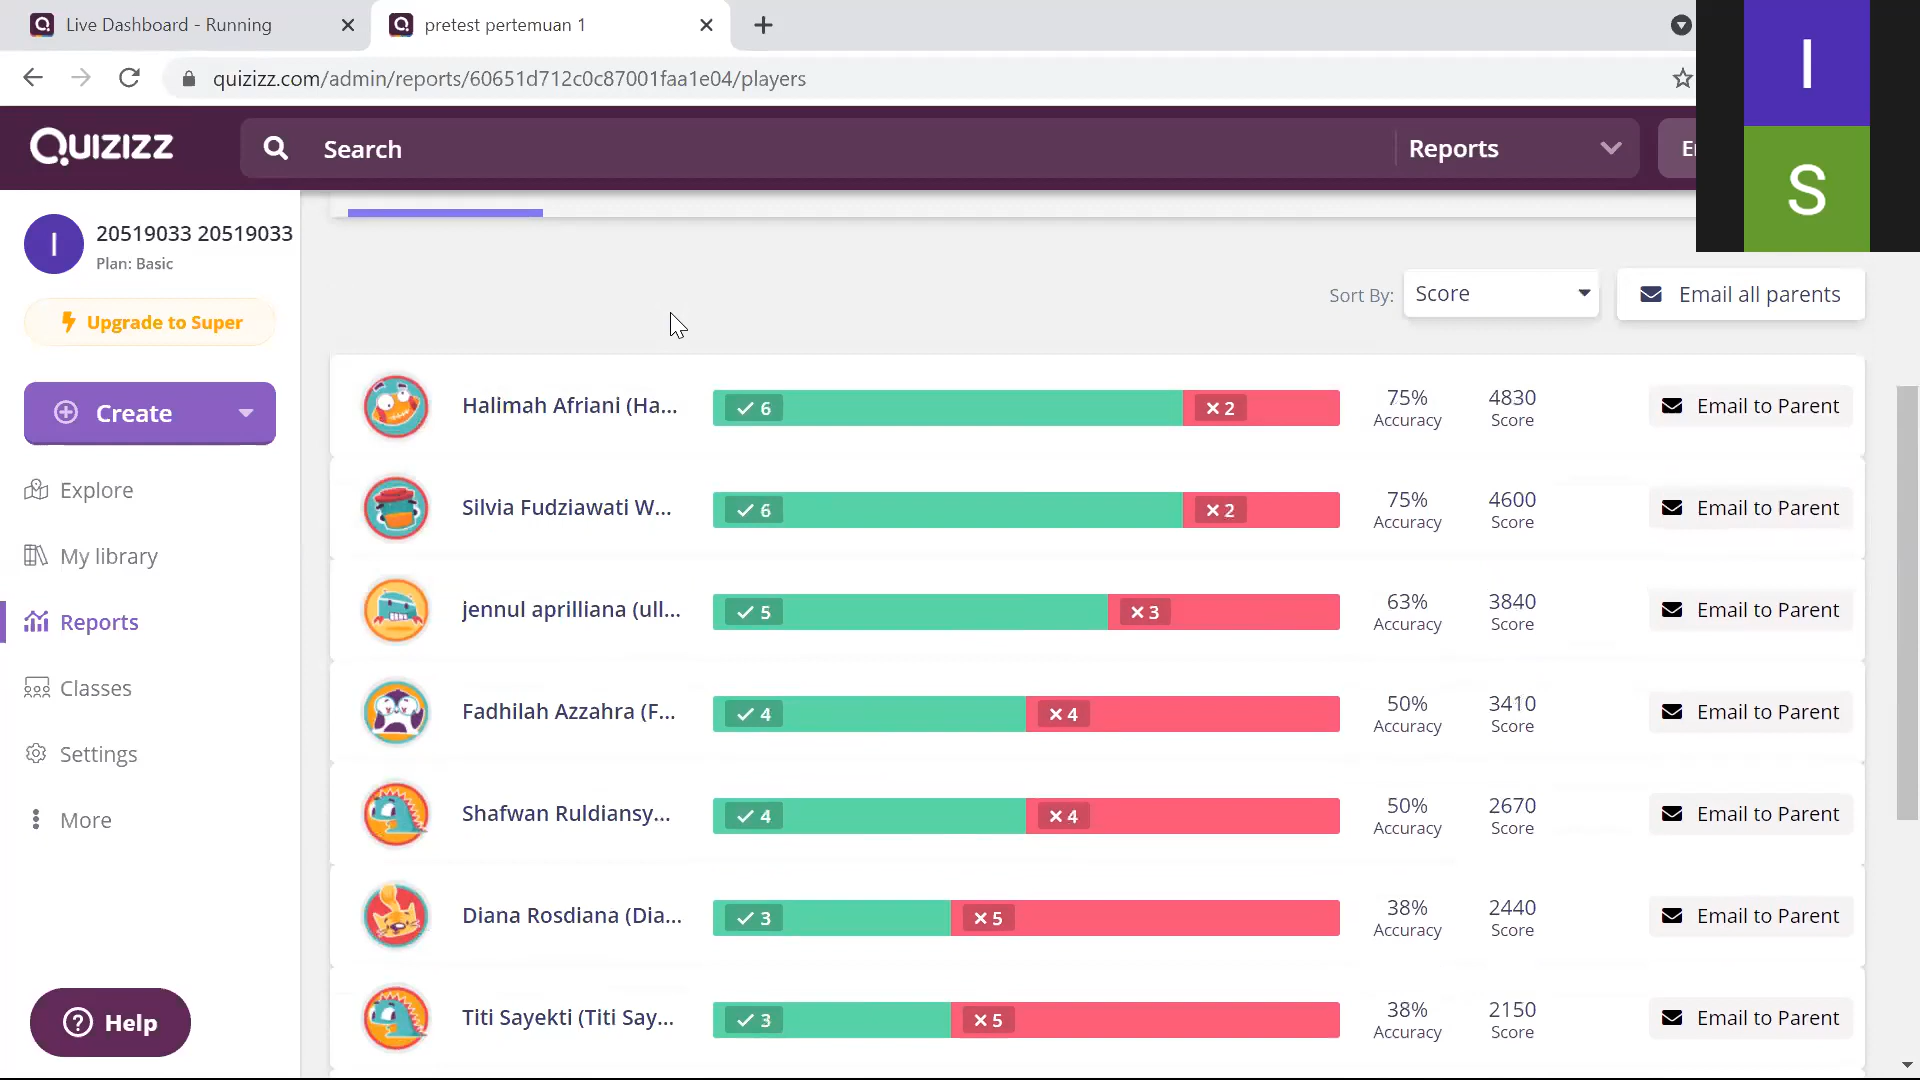 Live Dashboard - Running
pretest pertemuan 1
quizizz.com/admin/reports/60651d712c0c87001faa1e04/players
I
S
QUIZIZZ
Search
Reports
I
20519033 20519033
Plan: Basic
Upgrade to Super
Create
Explore
My library
Reports
Classes
Settings
More
Help
Sort By:
Score
Email all parents
Halimah Afriani (Ha...
6
2
75%
Accuracy
4830
Score
Email to Parent
Silvia Fudziawati W...
6
2
75%
Accuracy
4600
Score
Email to Parent
jennul aprilliana (ull...
5
3
63%
Accuracy
3840
Score
Email to Parent
Fadhilah Azzahra (F...
4
4
50%
Accuracy
3410
Score
Email to Parent
Shafwan Ruldiansy...
4
4
50%
Accuracy
2670
Score
Email to Parent
Diana Rosdiana (Dia...
3
5
38%
Accuracy
2440
Score
Email to Parent
Titi Sayekti (Titi Say...
3
5
38%
Accuracy
2150
Score
Email to Parent